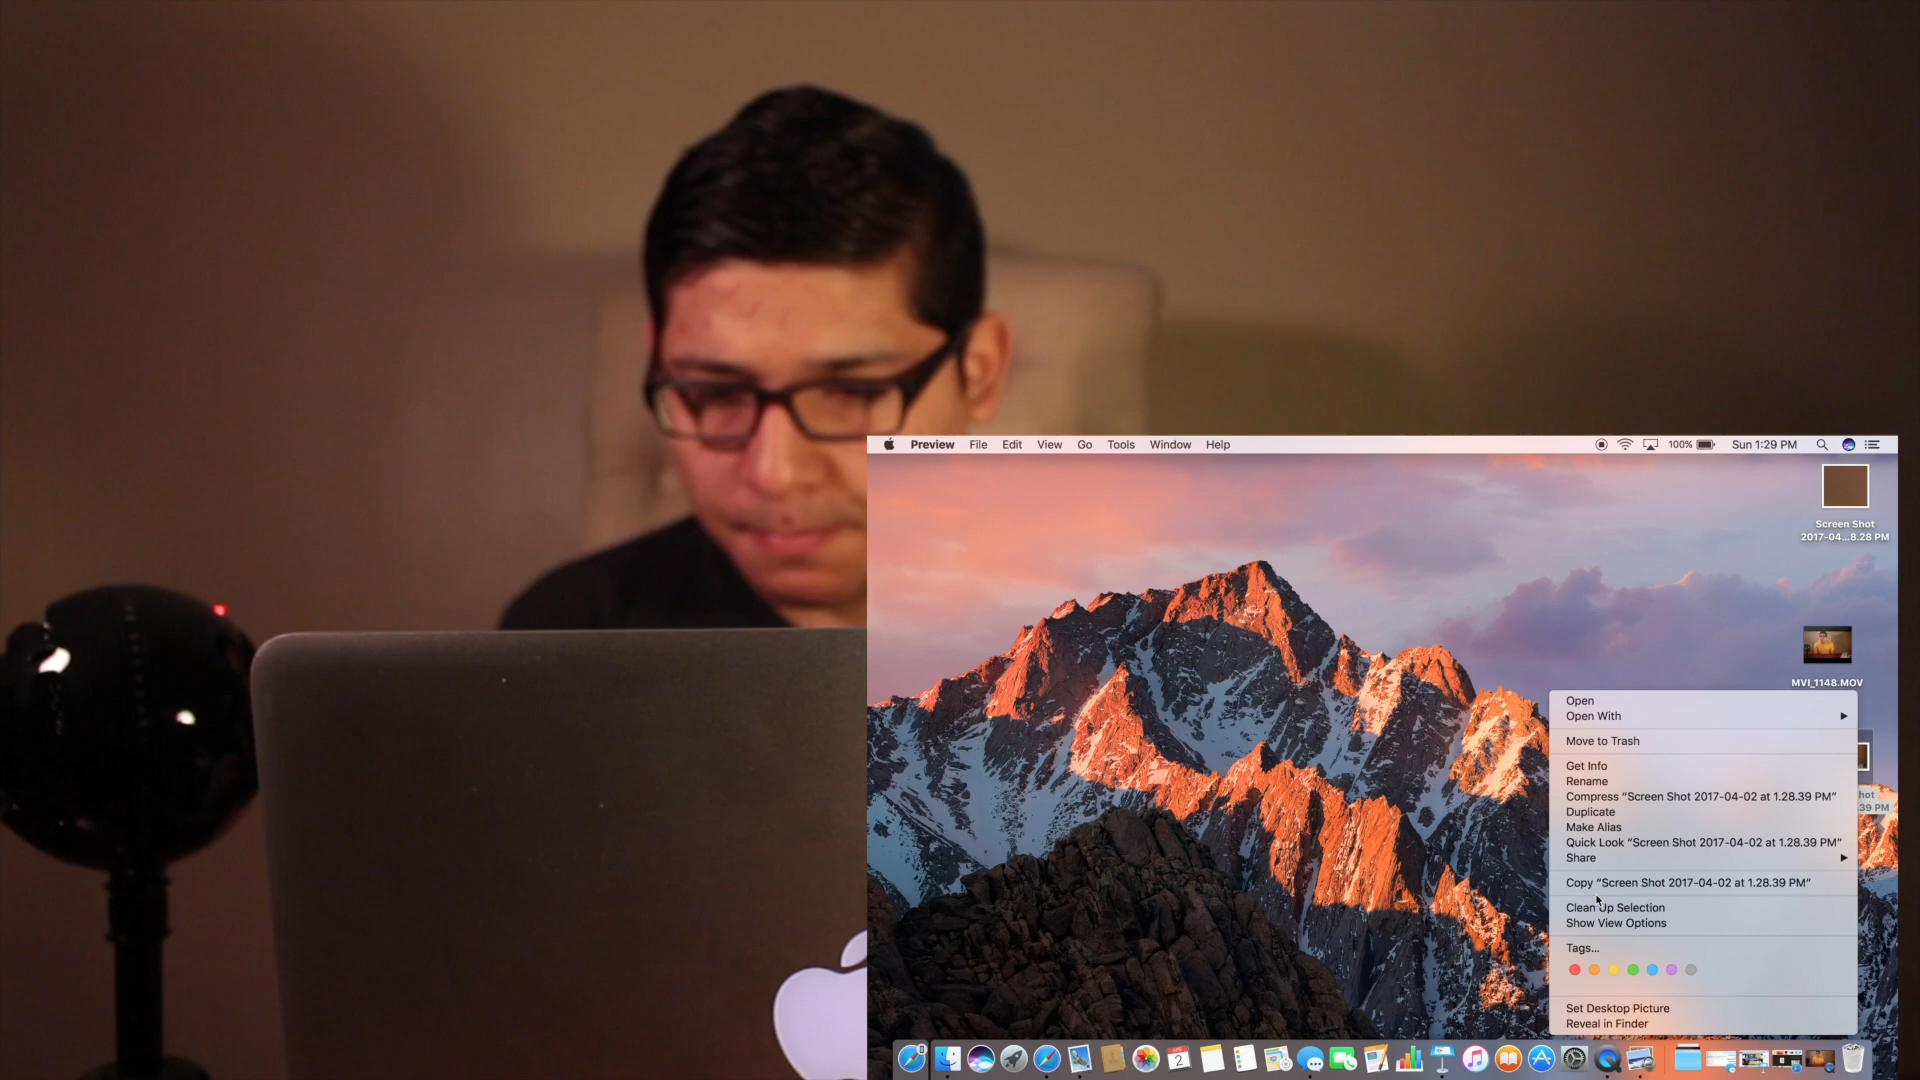 Preview File Edit View Go Tools Window Help 100% Sun 1:29 PM
Screen Shot
2017-04...8.28 PM
MVI_1148.MOV
Open
Open With
Move to Trash
Get Info
Rename
Compress “Screen Shot 2017-04-02 at 1.28.39 PM”
Duplicate
Make Alias
Quick Look “Screen Shot 2017-04-02 at 1.28.39 PM”
Share
Copy “Screen Shot 2017-04-02 at 1.28.39 PM”
Clean Up Selection
Show View Options
Tags...
Set Desktop Picture
Reveal in Finder
hot
39 PM
2